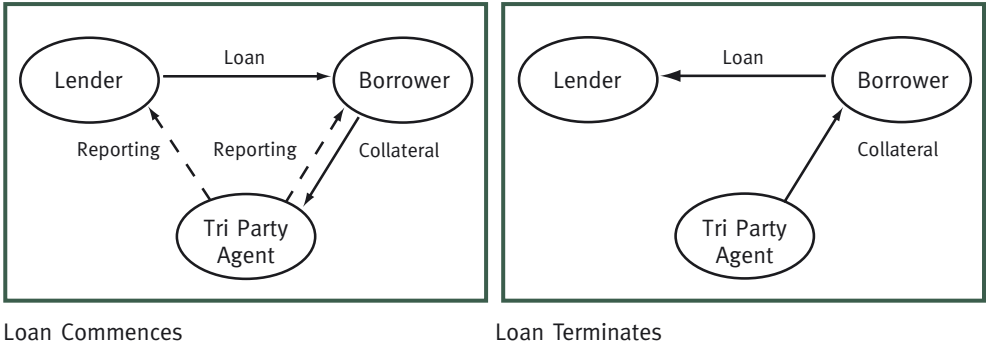 Loan
Lender
Borrower
Reporting
Reporting
Collateral
Tri Party
Agent
Loan Commences
Loan
Lender
Borrower
Collateral
Tri Party
Agent
Loan Terminates